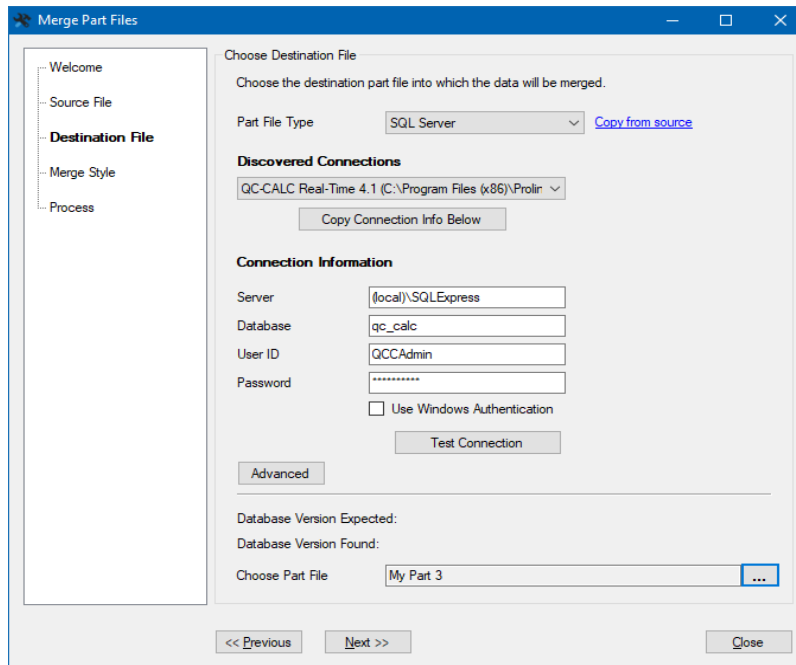 Merge Part Files
Welcome
Source File
Destination File
Merge Style
Process
Choose Destination File
Choose the destination part file into which the data will be merged.
Part File Type SQL Server Copy from source
Discovered Connections
QC-CALC Real-Time 4.1 (C:\Program Files (x86)\Prolin
Copy Connection Info Below
Connection Information
Server (local)\SQLExpress
Database qc_calc
User ID QCCAdmin
Password **********
Use Windows Authentication
Test Connection
Advanced
Database Version Expected:
Database Version Found:
Choose Part File My Part 3 ...
<< Previous Next >> Close